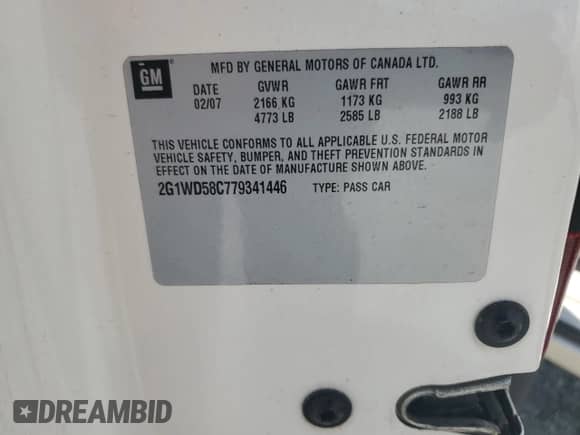 GM
MFD BY GENERAL MOTORS OF CANADA LTD.
DATE GVWR GAWR FRT GAWR RR
02/07 2166 KG 1173 KG 993 KG
4773 LB 2585 LB 2188 LB
THIS VEHICLE CONFORMS TO ALL APPLICABLE U.S. FEDERAL MOTOR
VEHICLE SAFETY, BUMPER, AND THEFT PREVENTION STANDARDS IN
EFFECT ON THE DATE OF MANUFACTURE SHOWN ABOVE.
2G1WD58C779341446 TYPE: PASS CAR
DREAMBID